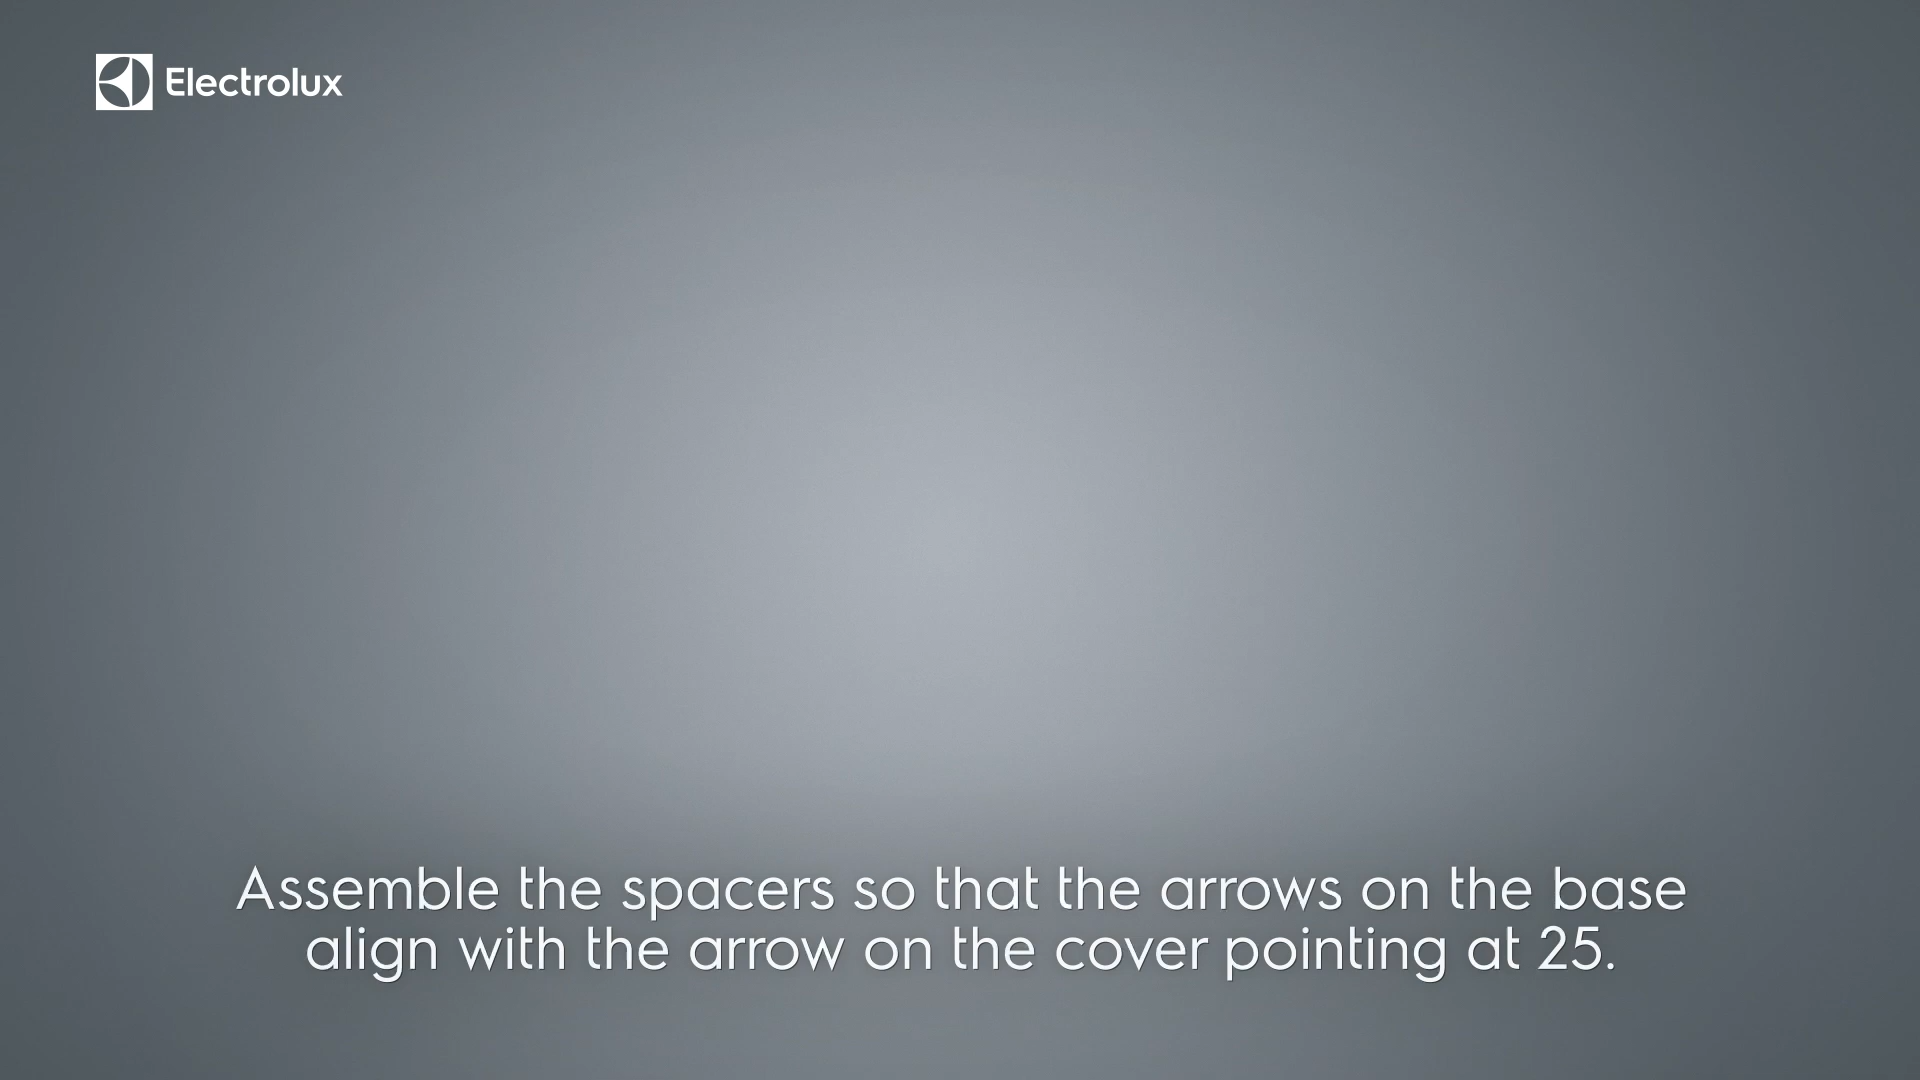 Electrolux
Assemble the spacers so that the arrows on the base
align with the arrow on the cover pointing at 25.